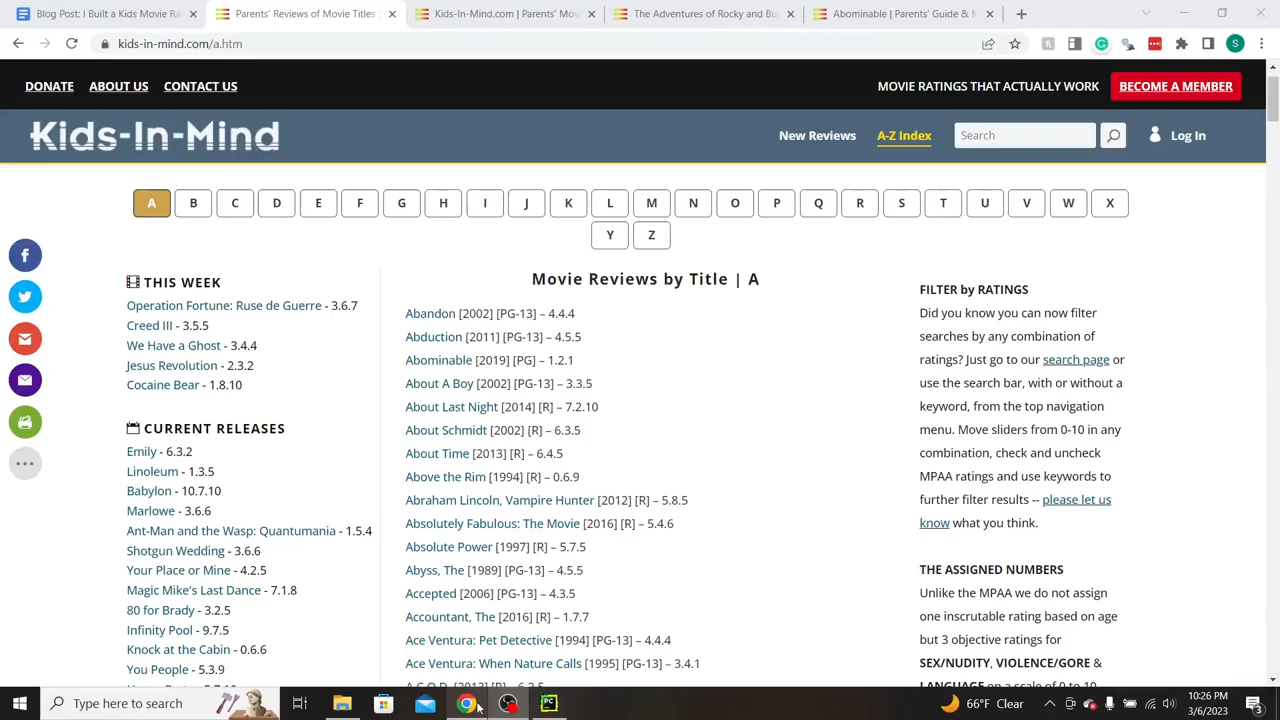 Blog Post: I Built a Kids Movie Ra
Parents' Reviews of Movie Titles
Kids-In-Mind.com | Parents' Mov
The Adventures of Rocky and Bul
Abominable | Parents' Guide & M
kids-in-mind.com/a.htm
S
DONATE
ABOUT US
CONTACT US
MOVIE RATINGS THAT ACTUALLY WORK
BECOME A MEMBER
Kids-In-Mind
New Reviews
A-Z Index
Search
Log In
A B C D E F G H I J K L M N O P Q R S T U V W X
Y Z
THIS WEEK
Operation Fortune: Ruse de Guerre - 3.6.7
Creed III - 3.5.5
We Have a Ghost - 3.4.4
Jesus Revolution - 2.3.2
Cocaine Bear - 1.8.10
CURRENT RELEASES
Emily - 6.3.2
Linoleum - 1.3.5
Babylon - 10.7.10
Marlowe - 3.6.6
Ant-Man and the Wasp: Quantumania - 1.5.4
Shotgun Wedding - 3.6.6
Your Place or Mine - 4.2.5
Magic Mike's Last Dance - 7.1.8
80 for Brady - 3.2.5
Infinity Pool - 9.7.5
Knock at the Cabin - 0.6.6
You People - 5.3.9
Movie Reviews by Title | A
Abandon [2002] [PG-13] – 4.4.4
Abduction [2011] [PG-13] – 4.5.5
Abominable [2019] [PG] – 1.2.1
About A Boy [2002] [PG-13] – 3.3.5
About Last Night [2014] [R] – 7.2.10
About Schmidt [2002] [R] – 6.3.5
About Time [2013] [R] – 6.4.5
Above the Rim [1994] [R] – 0.6.9
Abraham Lincoln, Vampire Hunter [2012] [R] – 5.8.5
Absolutely Fabulous: The Movie [2016] [R] – 5.4.6
Absolute Power [1997] [R] – 5.7.5
Abyss, The [1989] [PG-13] – 4.5.5
Accepted [2006] [PG-13] – 4.3.5
Accountant, The [2016] [R] – 1.7.7
Ace Ventura: Pet Detective [1994] [PG-13] – 4.4.4
Ace Ventura: When Nature Calls [1995] [PG-13] – 3.4.1
FILTER by RATINGS
Did you know you can now filter
searches by any combination of
ratings? Just go to our search page or
use the search bar, with or without a
keyword, from the top navigation
menu. Move sliders from 0-10 in any
combination, check and uncheck
MPAA ratings and use keywords to
further filter results -- please let us
know what you think.
THE ASSIGNED NUMBERS
Unlike the MPAA we do not assign
one inscrutable rating based on age
but 3 objective ratings for
SEX/NUDITY, VIOLENCE/GORE &
LANGUAGE on a scale of 0 to 10
Type here to search
PC
66°F Clear
10:26 PM
3/6/2023
3